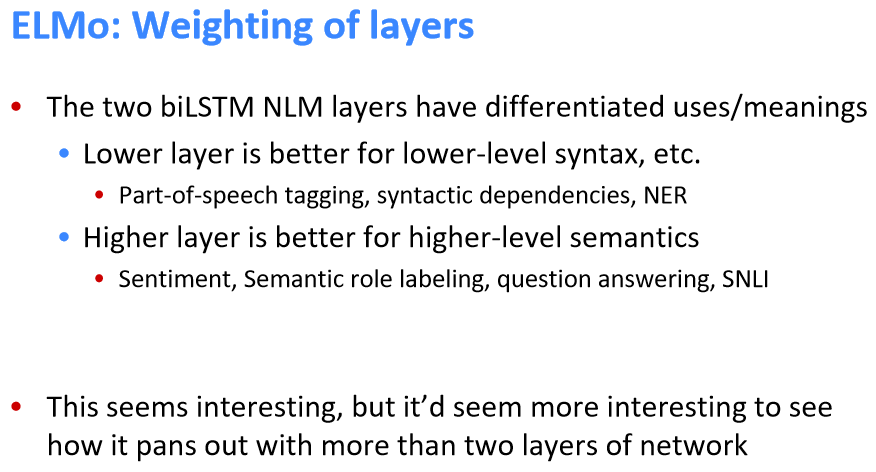 ELMo: Weighting of layers
• The two biLSTM NLM layers have differentiated uses/meanings
• Lower layer is better for lower-level syntax, etc.
• Part-of-speech tagging, syntactic dependencies, NER
• Higher layer is better for higher-level semantics
• Sentiment, Semantic role labeling, question answering, SNLI
• This seems interesting, but it’d seem more interesting to see
how it pans out with more than two layers of network